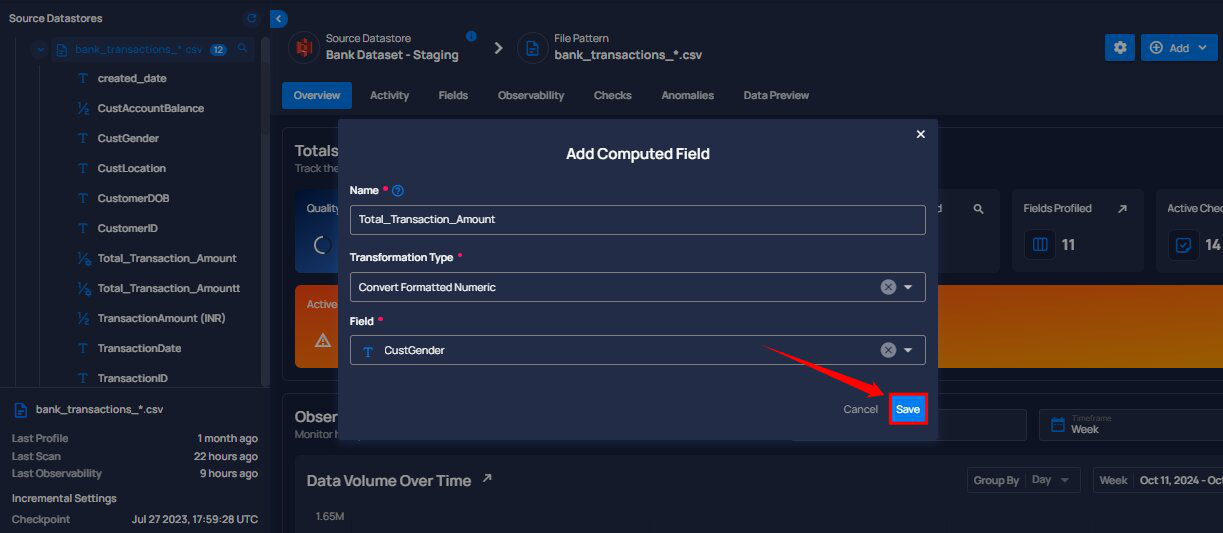 Source Datastores
bank_transactions_*.csv 12
created_date
CustAccountBalance
CustGender
CustLocation
CustomerDOB
CustomerID
Total_Transaction_Amount
Total_Transaction_Amountt
TransactionAmount (INR)
TransactionDate
TransactionID
bank_transactions_*.csv
Last Profile 1 month ago
Last Scan 22 hours ago
Last Observability 9 hours ago
Incremental Settings
Checkpoint Jul 27 2023, 17:59:28 UTC
Source Datastore
Bank Dataset - Staging
File Pattern
bank_transactions_*.csv
Add
Overview Activity Fields Observability Checks Anomalies Data Preview
Totals
Track the
Quality
Fields Profiled
11
Active Che
14
Active
Add Computed Field
Name *
Total_Transaction_Amount
Transformation Type *
Convert Formatted Numeric
Field *
CustGender
Cancel Save
Obser
Monitor
Timeframe
Week
Data Volume Over Time
Group By Day
Week Oct 11, 2024 - Oc
1.65M